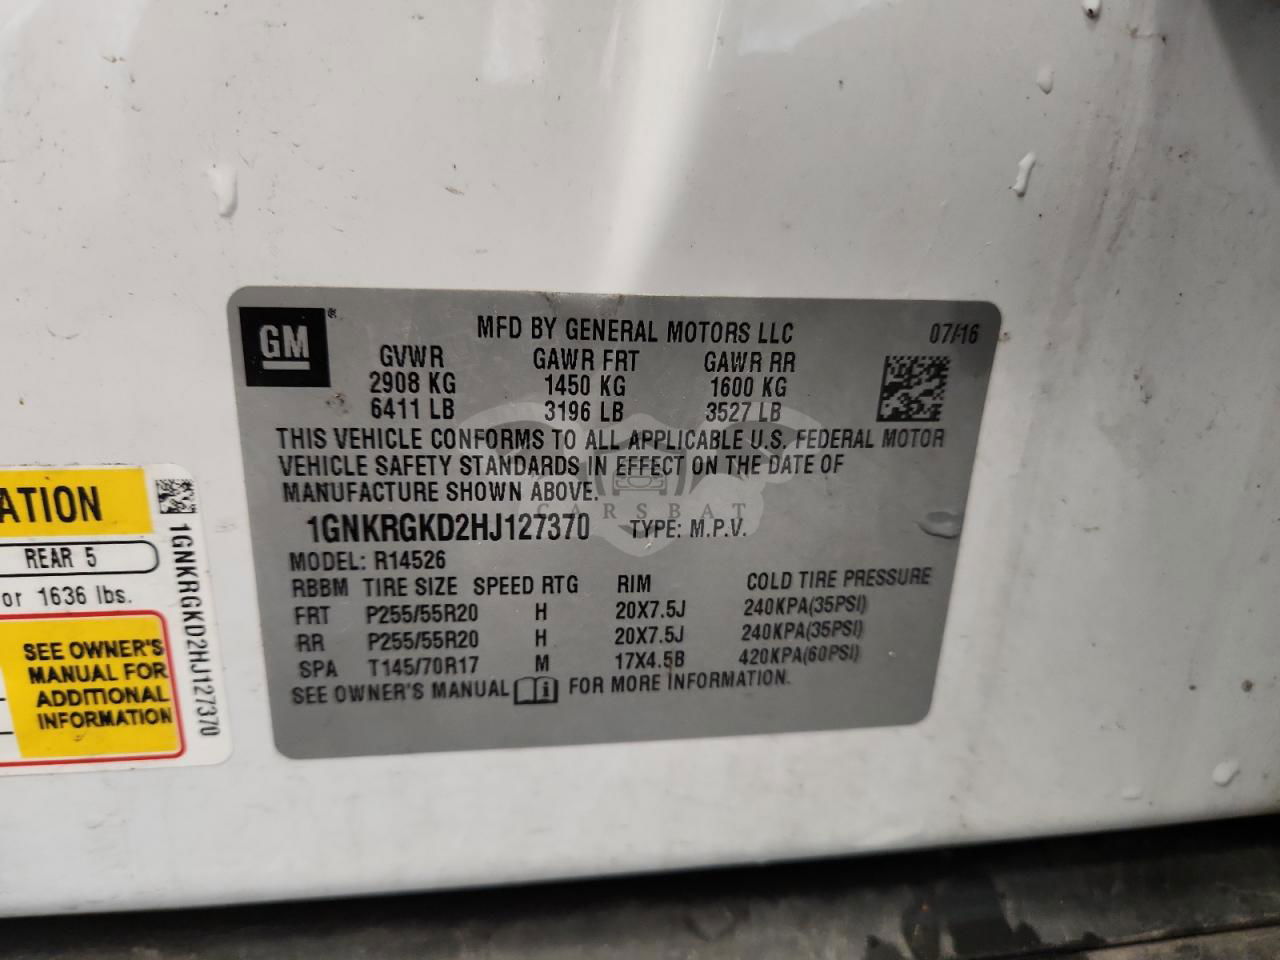 GM
MFD BY GENERAL MOTORS LLC 07/16
GVWR GAWR FRT GAWR RR
2908 KG 1450 KG 1600 KG
6411 LB 3196 LB 3527 LB
THIS VEHICLE CONFORMS TO ALL APPLICABLE U.S. FEDERAL MOTOR
VEHICLE SAFETY STANDARDS IN EFFECT ON THE DATE OF
MANUFACTURE SHOWN ABOVE.
CARSBAT
1GNKRGKD2HJ127370 TYPE: M.P.V.
MODEL: R14526
RBBM TIRE SIZE SPEED RTG RIM COLD TIRE PRESSURE
FRT P255/55R20 H 20X7.5J 240KPA(35PSI)
RR P255/55R20 H 20X7.5J 240KPA(35PSI)
SPA T145/70R17 M 17X4.5B 420KPA(60PSI)
SEE OWNER'S MANUAL FOR MORE INFORMATION.
ATION
REAR 5
or 1636 lbs.
SEE OWNER'S
MANUAL FOR
ADDITIONAL
INFORMATION
1GNKRGKD2HJ127370